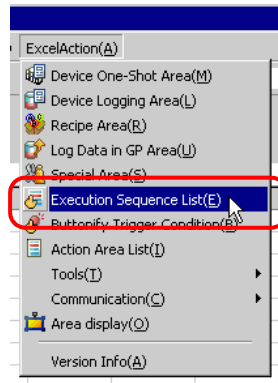 ExcelAction(A)
Device One-Shot Area(M)
Device Logging Area(L)
Recipe Area(R)
Log Data in GP Area(U)
Special Area(S)
Execution Sequence List(E)
Buttonify Trigger Condition(B)
Action Area List(I)
Tools(T)
Communication(C)
Area display(O)
Version Info(A)